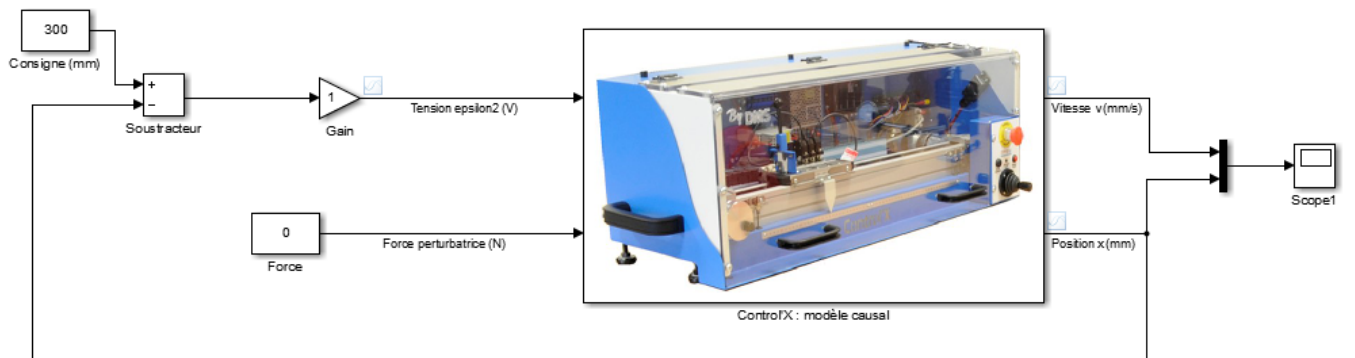 300
Consigne (mm)
+
−
Soustracteur
1
Gain
Tension epsilon2 (V)
0
Force
Force perturbatrice (N)
DMS
Vitesse v(mm/s)
Position x(mm)
Scope1
Control'X : modèle causal